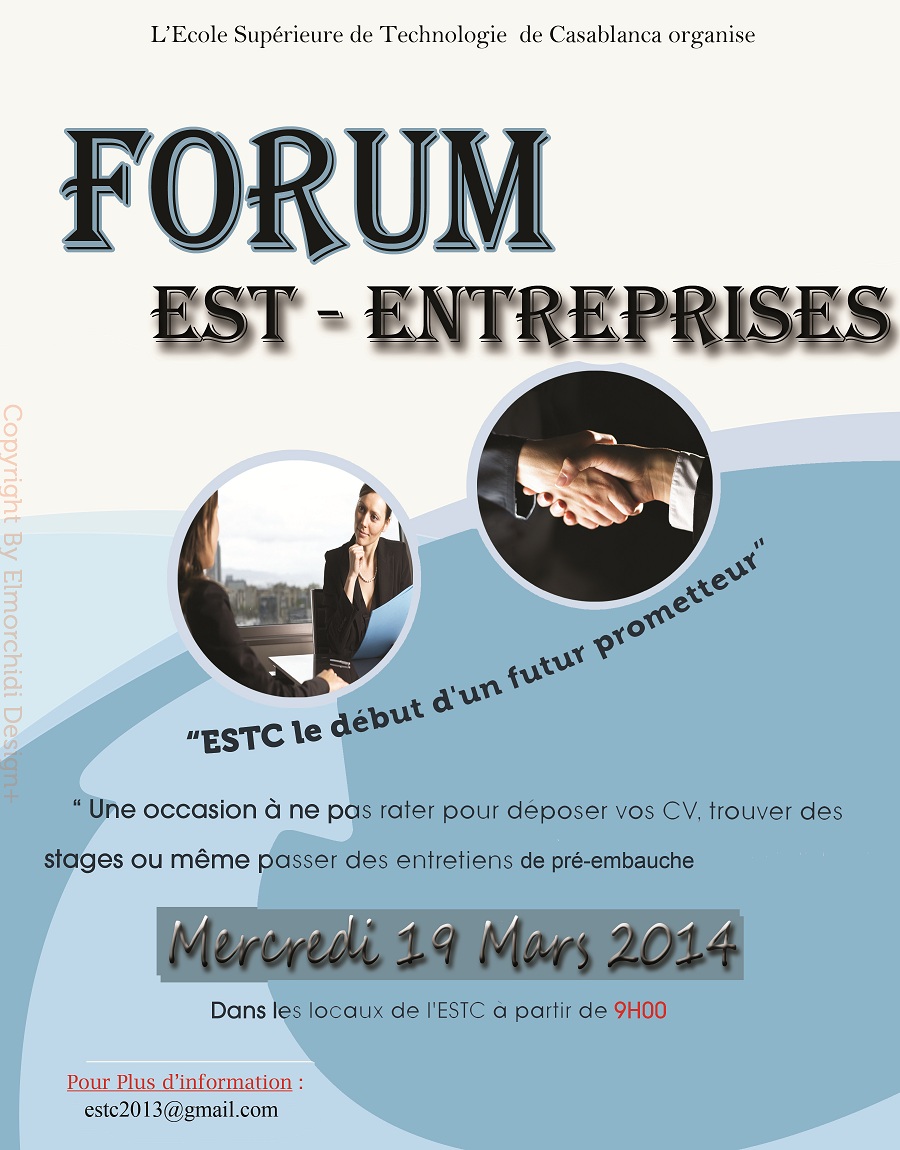 L'Ecole Supérieure de Technologie de Casablanca organise
FORUM
EST - ENTREPRISES
"ESTC le début d'un futur prometteur"
" Une occasion à ne pas rater pour déposer vos CV, trouver des
stages ou même passer des entretiens de pré-embauche
Mercredi 19 Mars 2014
Dans les locaux de l'ESTC à partir de 9H00
Pour Plus d'information :
estc2013@gmail.com
Copyright By Elmorchidi Design+